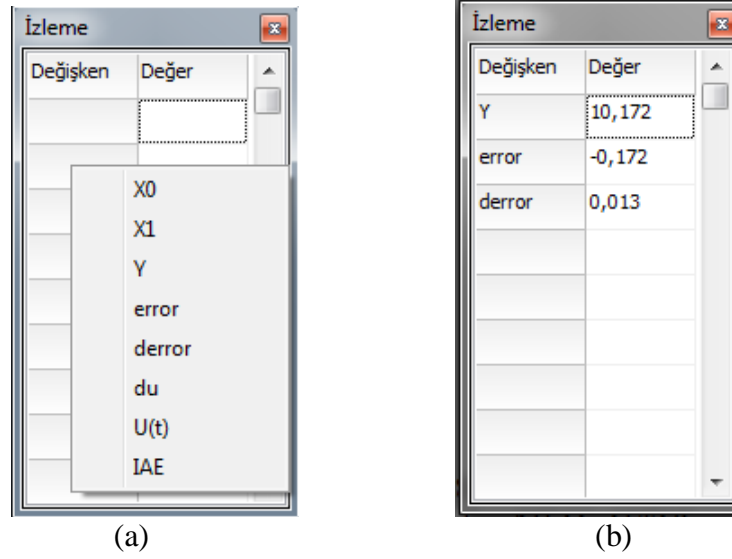 İzleme
Değişken Değer
X0
X1
Y
error
derror
du
U(t)
IAE
(a)
İzleme
Değişken Değer
Y 10,172
error -0,172
derror 0,013
(b)